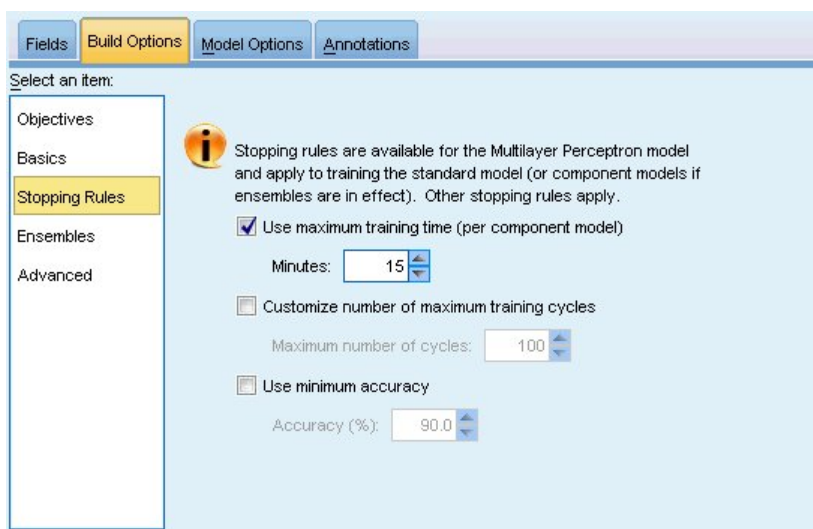 Fields Build Options Model Options Annotations
Select an item:
Objectives
Basics
Stopping Rules
Ensembles
Advanced
Stopping rules are available for the Multilayer Perceptron model
and apply to training the standard model (or component models if
ensembles are in effect). Other stopping rules apply.
Use maximum training time (per component model)
Minutes: 15
Customize number of maximum training cycles
Maximum number of cycles: 100
Use minimum accuracy
Accuracy (%): 90.0